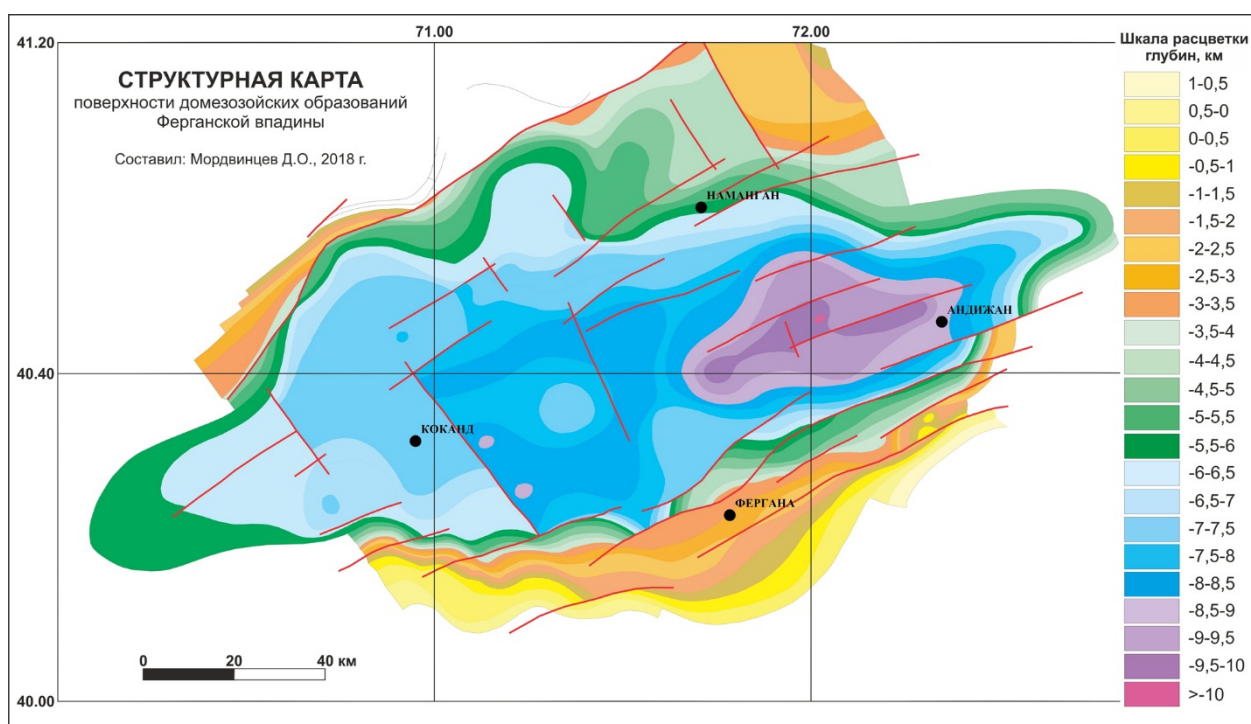 71.00
72.00
41.20
40.40
40.00
СТРУКТУРНАЯ КАРТА
поверхности домезозойских образований
Ферганской впадины
Составил: Мордвинцев Д.О., 2018 г.
НАМАНГАН
АНДИЖАН
КОКАНД
ФЕРГАНА
0 20 40 км
Шкала расцветки
глубин, км
1-0,5
0,5-0
0-0,5
-0,5-1
-1-1,5
-1,5-2
-2-2,5
-2,5-3
-3-3,5
-3,5-4
-4-4,5
-4,5-5
-5-5,5
-5,5-6
-6-6,5
-6,5-7
-7-7,5
-7,5-8
-8-8,5
-8,5-9
-9-9,5
-9,5-10
>-10